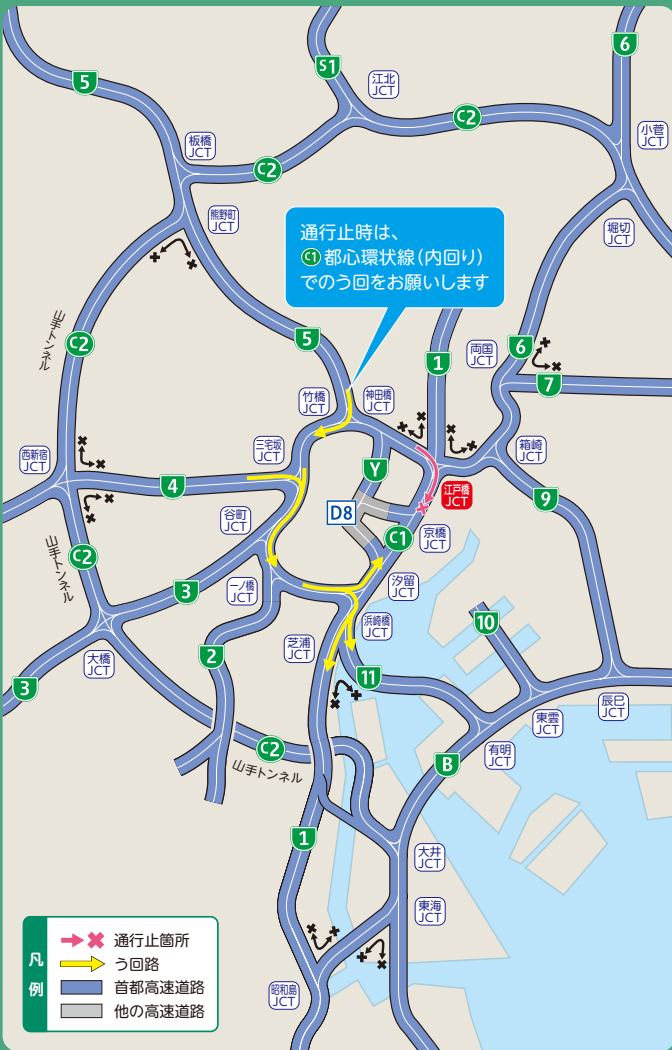 5
S1
江北
JCT
6
C2
小菅
JCT
板橋
JCT
C2
熊野町
JCT
堀切
JCT
通行止時は、
C1 都心環状線(内回り)
でのう回をお願いします
山手トンネル
C2
5
1
両国
JCT
6
7
竹橋
JCT
神田橋
JCT
西新宿
JCT
三宅坂
JCT
箱崎
JCT
4
Y
江戸橋
JCT
9
谷町
JCT
D8
C1
京橋
JCT
山手トンネル
C2
3
一ノ橋
JCT
汐留
JCT
浜崎橋
JCT
10
大橋
JCT
2
芝浦
JCT
3
11
辰巳
JCT
東雲
JCT
C2
山手トンネル
有明
JCT
B
1
大井
JCT
東海
JCT
昭和島
JCT
凡例
通行止箇所
う回路
首都高速道路
他の高速道路